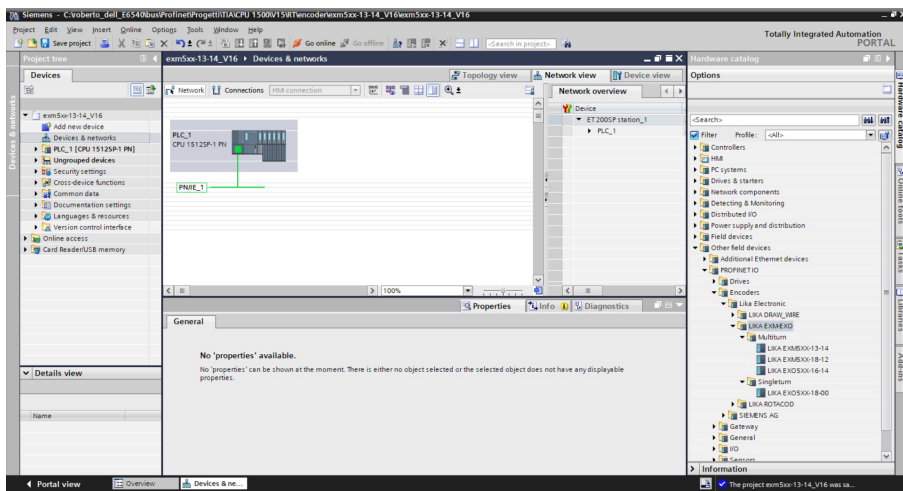 Siemens - C:\roberto_dell_E6540\bus\Profinet\Progetti\TIA\CPU 1500\V15\RT\encoder\exm5xx-13-14_V16\exm5xx-13-14_V16
Project Edit View Insert Online Options Tools Window Help
Totally Integrated Automation
PORTAL
Save project
Go online
Go offline
<Search in project>
Project tree
exm5xx-13-14_V16 ▸ Devices & networks
Hardware catalog
Devices
Topology view
Network view
Device view
Options
Network
Connections
HMI connection
Network overview
Device
ET 200SP station_1
PLC_1
exm5xx-13-14_V16
Add new device
Devices & networks
PLC_1 [CPU 1512SP-1 PN]
Ungrouped devices
Security settings
Cross-device functions
Common data
Documentation settings
Languages & resources
Version control interface
Online access
Card Reader/USB memory
PLC_1
CPU 1512SP-1 PN
PN/IE_1
100%
Properties
Info
Diagnostics
General
No 'properties' available.
No 'properties' can be shown at the moment. There is either no object selected or the selected object does not have any displayable
properties.
Details view
Name
<Search>
Filter
Profile:
<All>
Controllers
HMI
PC systems
Drives & starters
Network components
Detecting & Monitoring
Distributed I/O
Power supply and distribution
Field devices
Other field devices
Additional Ethernet devices
PROFINET IO
Drives
Encoders
Lika Electronic
LIKA DRAW_WIRE
LIKA EXM-EXO
Multiturn
LIKA EXM5XX-13-14
LIKA EXM5XX-18-12
LIKA EXO5XX-16-14
Singleturn
LIKA EXO5XX-18-00
LIKA ROTACOD
SIEMENS AG
Gateway
General
I/O
Sensors
Information
Devices & networks
Hardware catalog
Online tools
Tasks
Libraries
Add-ins
Portal view
Overview
Devices & ne...
The project exm5xx-13-14_V16 was sa...